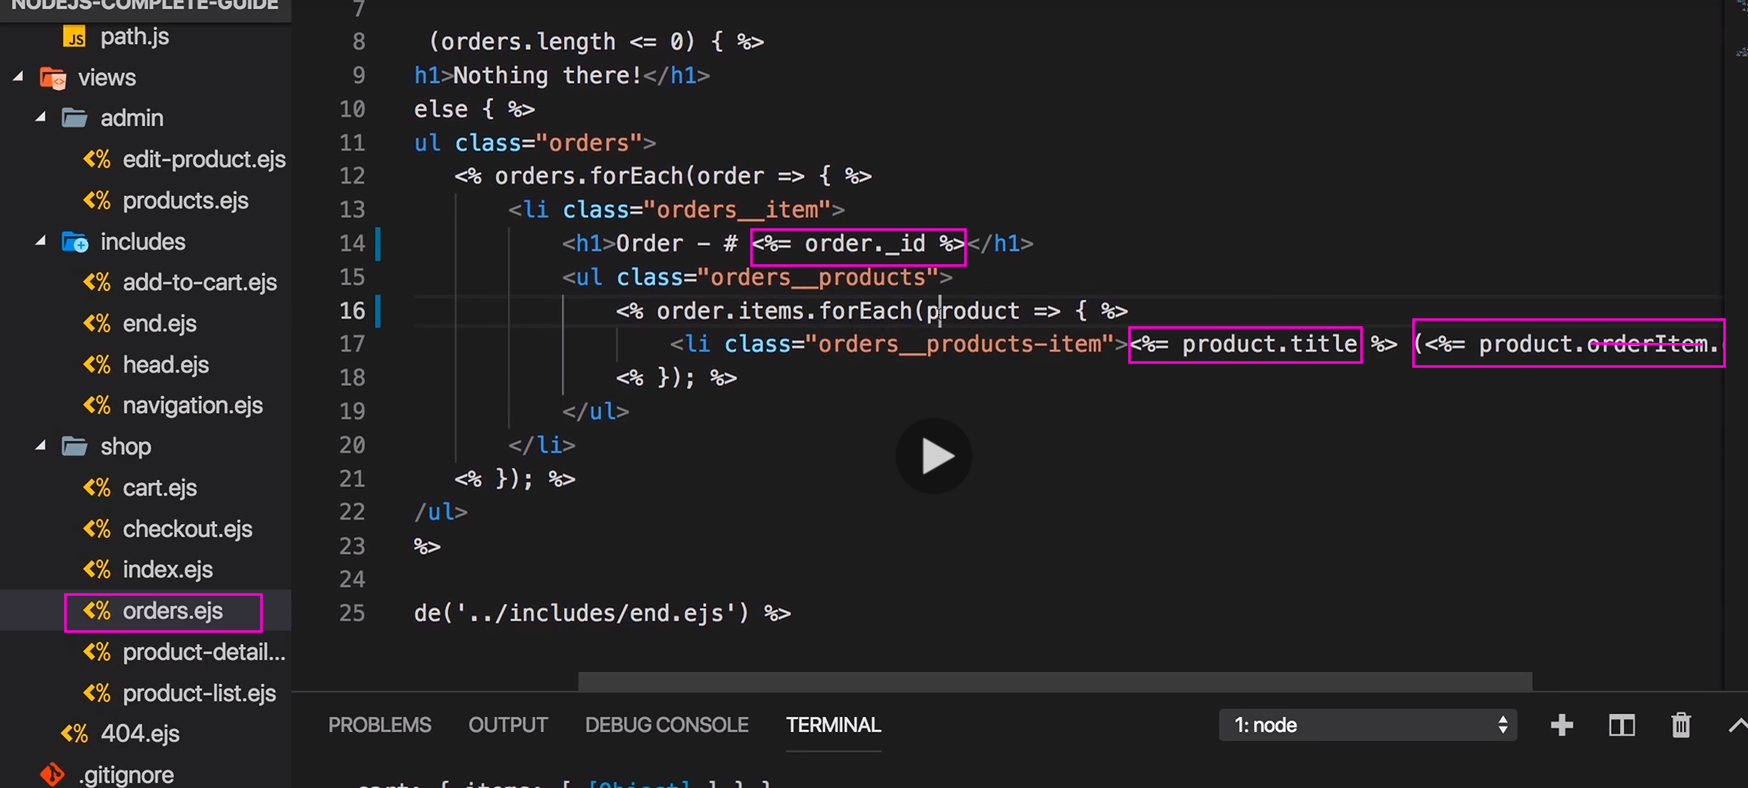 NODEJS-COMPLETE-GUIDE
JS path.js
views
admin
<% edit-product.ejs
<% products.ejs
includes
<% add-to-cart.ejs
<% end.ejs
<% head.ejs
<% navigation.ejs
shop
<% cart.ejs
<% checkout.ejs
<% index.ejs
<% orders.ejs
<% product-detail...
<% product-list.ejs
<% 404.ejs
.gitignore
7
8 (orders.length <= 0) { %>
9 h1>Nothing there!</h1>
10 else { %>
11 ul class="orders">
12 <% orders.forEach(order => { %>
13 <li class="orders__item">
14 <h1>Order - # <%= order._id %></h1>
15 <ul class="orders__products">
16 <% order.items.forEach(product => { %>
17 <li class="orders__products-item"><%= product.title %> (<%= product.orderItem.
18 <% }); %>
19 </ul>
20 </li>
21 <% }); %>
22 /ul>
23 %>
24
25 de('../includes/end.ejs') %>
PROBLEMS OUTPUT DEBUG CONSOLE TERMINAL 1: node
cart: { items: [ [Object] ] } }